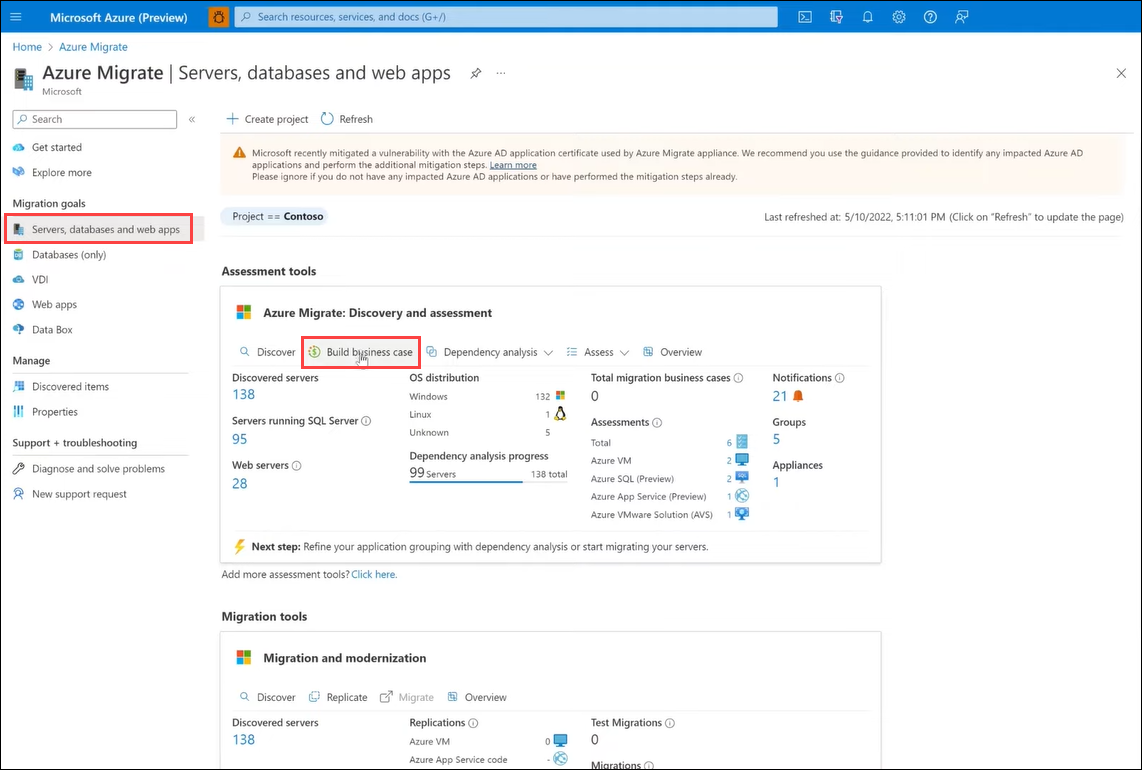 Microsoft Azure (Preview)
Search resources, services, and docs (G+/)
Home > Azure Migrate
Azure Migrate | Servers, databases and web apps
Microsoft
Search
Get started
Explore more
Migration goals
Servers, databases and web apps
Databases (only)
VDI
Web apps
Data Box
Manage
Discovered items
Properties
Support + troubleshooting
Diagnose and solve problems
New support request
Create project
Refresh
Microsoft recently mitigated a vulnerability with the Azure AD application certificate used by Azure Migrate appliance. We recommend you use the guidance provided to identify any impacted Azure AD
applications and perform the additional mitigation steps. Learn more
Please ignore if you do not have any impacted Azure AD applications or have performed the mitigation steps already.
Project == Contoso
Last refreshed at: 5/10/2022, 5:11:01 PM (Click on "Refresh" to update the page)
Assessment tools
Azure Migrate: Discovery and assessment
Discover
Build business case
Dependency analysis
Assess
Overview
Discovered servers
138
Servers running SQL Server
95
Web servers
28
OS distribution
Windows 132
Linux 1
Unknown 5
Dependency analysis progress
99 Servers 138 total
Total migration business cases
0
Assessments
Total 6
Azure VM 2
Azure SQL (Preview) 2
Azure App Service (Preview) 1
Azure VMware Solution (AVS) 1
Notifications
21
Groups
5
Appliances
1
Next step: Refine your application grouping with dependency analysis or start migrating your servers.
Add more assessment tools? Click here.
Migration tools
Migration and modernization
Discover
Replicate
Migrate
Overview
Discovered servers
138
Replications
Azure VM 0
Azure App Service code -
Test Migrations
0
Migrations